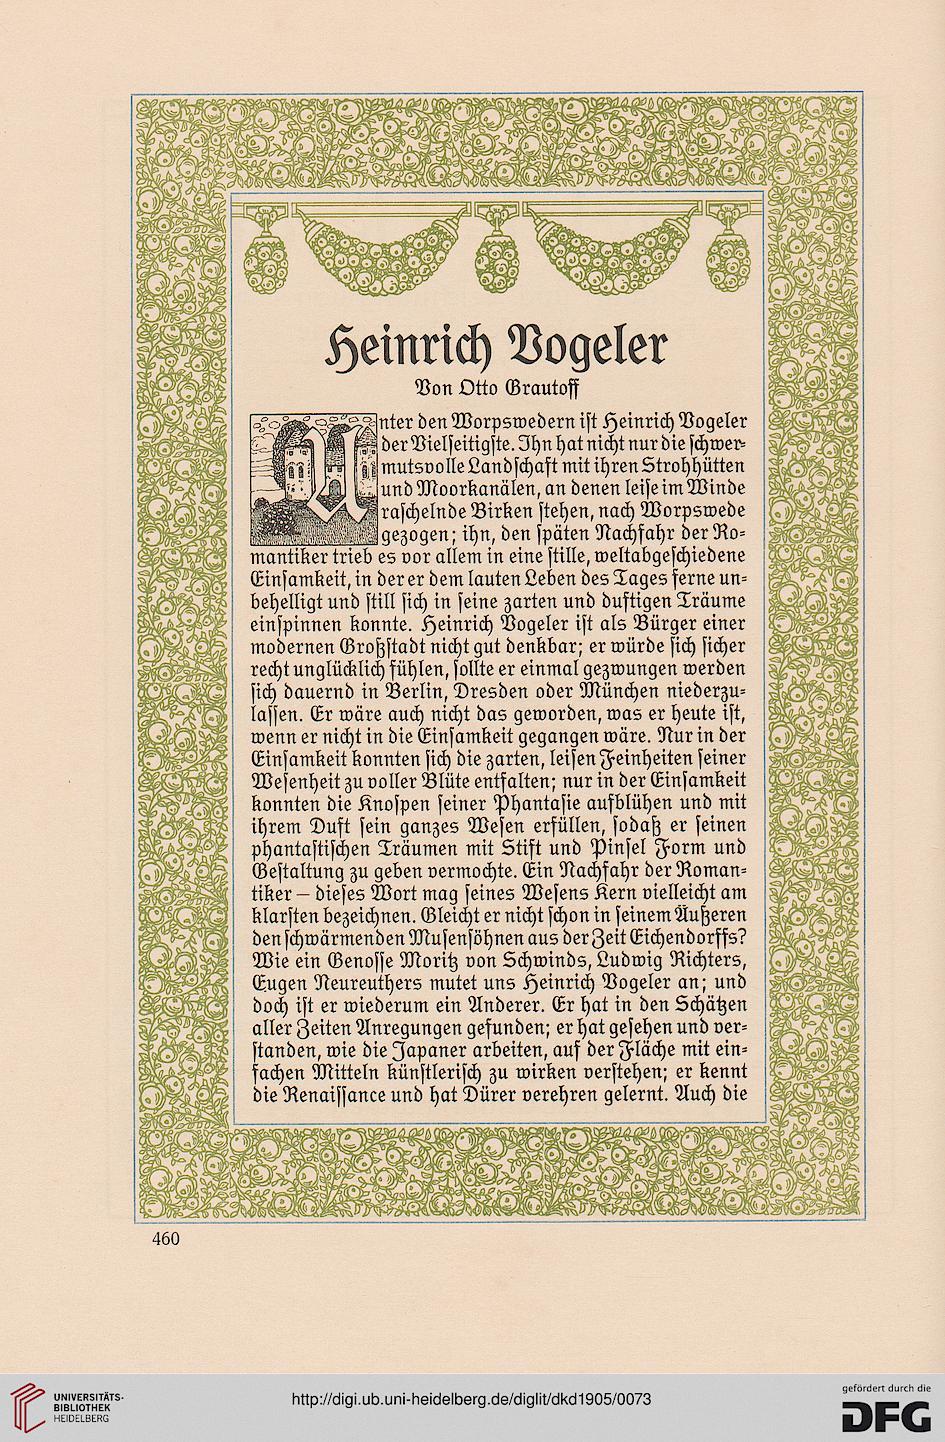 Heinrich Vogeler
Von Otto Grautoff
Unter den Worpswedern ist Heinrich Vogeler
der Vielseitigste. Ihn hat nicht nur die schwer-
mutsvolle Landschaft mit ihren Strohhütten
und Moorkanälen, an denen leise im Winde
raschelnde Birken stehen, nach Worpswede
gezogen; ihn, den späten Nachfahr der Ro-
mantiker trieb es vor allem in eine stille, weltabgeschiedene
Einsamkeit, in der er dem lauten Leben des Tages ferne un-
behelligt und still sich in seine zarten und duftigen Träume
einspinnen konnte. Heinrich Vogeler ist als Bürger einer
modernen Großstadt nicht gut denkbar; er würde sich sicher
recht unglücklich fühlen, sollte er einmal gezwungen werden
sich dauernd in Berlin, Dresden oder München niederzu-
lassen. Er wäre auch nicht das geworden, was er heute ist,
wenn er nicht in die Einsamkeit gegangen wäre. Nur in der
Einsamkeit konnten sich die zarten, leisen Feinheiten seiner
Wesenheit zu voller Blüte entfalten; nur in der Einsamkeit
konnten die Knospen seiner Phantasie aufblühen und mit
ihrem Duft sein ganzes Wesen erfüllen, sodaß er seinen
phantastischen Träumen mit Stift und Pinsel Form und
Gestaltung zu geben vermochte. Ein Nachfahr der Roman-
tiker — dieses Wort mag seines Wesens Kern vielleicht am
klarsten bezeichnen. Gleicht er nicht schon in seinem Äußeren
den schwärmenden Musensöhnen aus der Zeit Eichendorffs?
Wie ein Genosse Moritz von Schwinds, Ludwig Richters,
Eugen Neureuthers mutet uns Heinrich Vogeler an; und
doch ist er wiederum ein Anderer. Er hat in den Schätzen
aller Zeiten Anregungen gefunden; er hat gesehen und ver-
standen, wie die Japaner arbeiten, auf der Fläche mit ein-
fachen Mitteln künstlerisch zu wirken verstehen; er kennt
die Renaissance und hat Dürer verehren gelernt. Auch die
460
UNIVERSITÄTS-
BIBLIOTHEK
HEIDELBERG
http://digi.ub.uni-heidelberg.de/diglit/dkd1905/0073
gefördert durch die
DFG